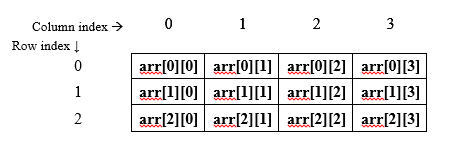 Column index → 0 1 2 3
Row index ↓
0 arr[0][0] arr[0][1] arr[0][2] arr[0][3]
1 arr[1][0] arr[1][1] arr[1][2] arr[1][3]
2 arr[2][0] arr[2][1] arr[2][2] arr[2][3]